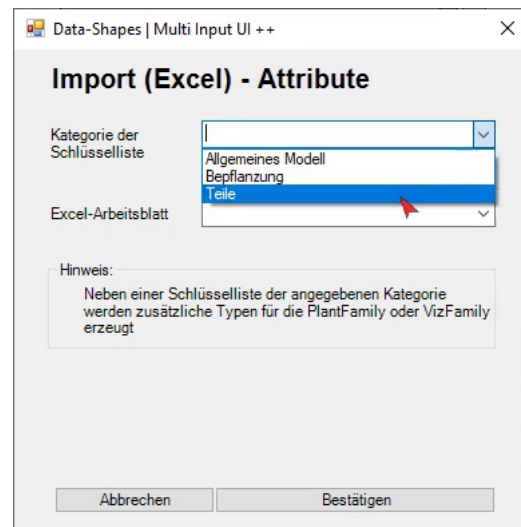 Data-Shapes | Multi Input UI ++
Import (Excel) - Attribute
Kategorie der
Schlüsselliste
Allgemeines Modell
Bepflanzung
Teile
Excel-Arbeitsblatt
Hinweis:
Neben einer Schlüsselliste der angegebenen Kategorie
werden zusätzliche Typen für die PlantFamily oder VizFamily
erzeugt
Abbrechen
Bestätigen